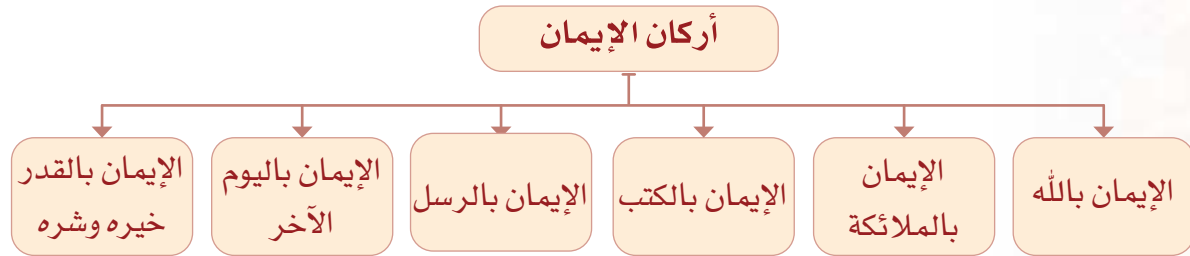 أركان الإيمان
الإيمان بالله
الإيمان
بالملائكة
الإيمان بالكتب
الإيمان بالرسل
الإيمان باليوم
الآخر
الإيمان بالقدر
خيره وشره